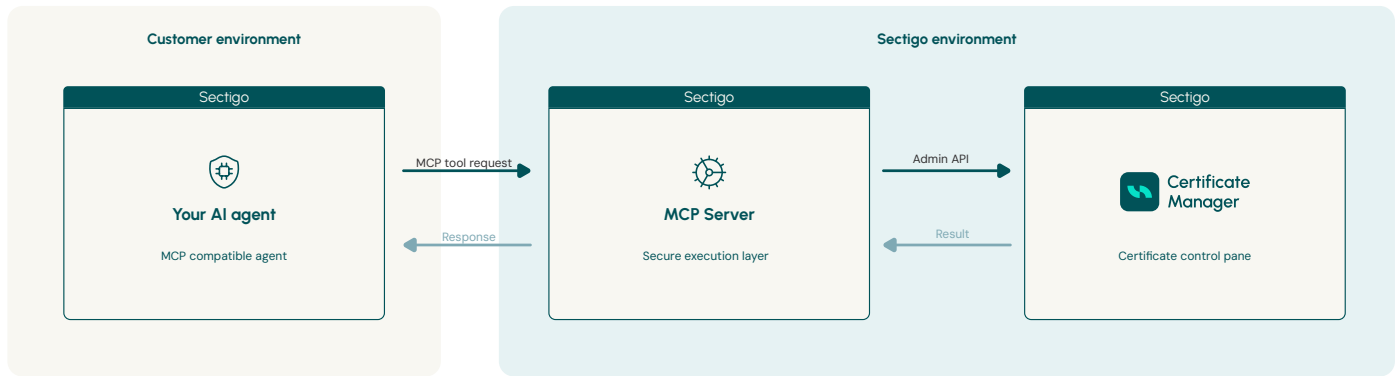 Customer environment
Sectigo environment
Sectigo
Sectigo
Sectigo
MCP tool request
Admin API
Certificate
Manager
Your AI agent
MCP Server
Response
Result
MCP compatible agent
Secure execution layer
Certificate control pane